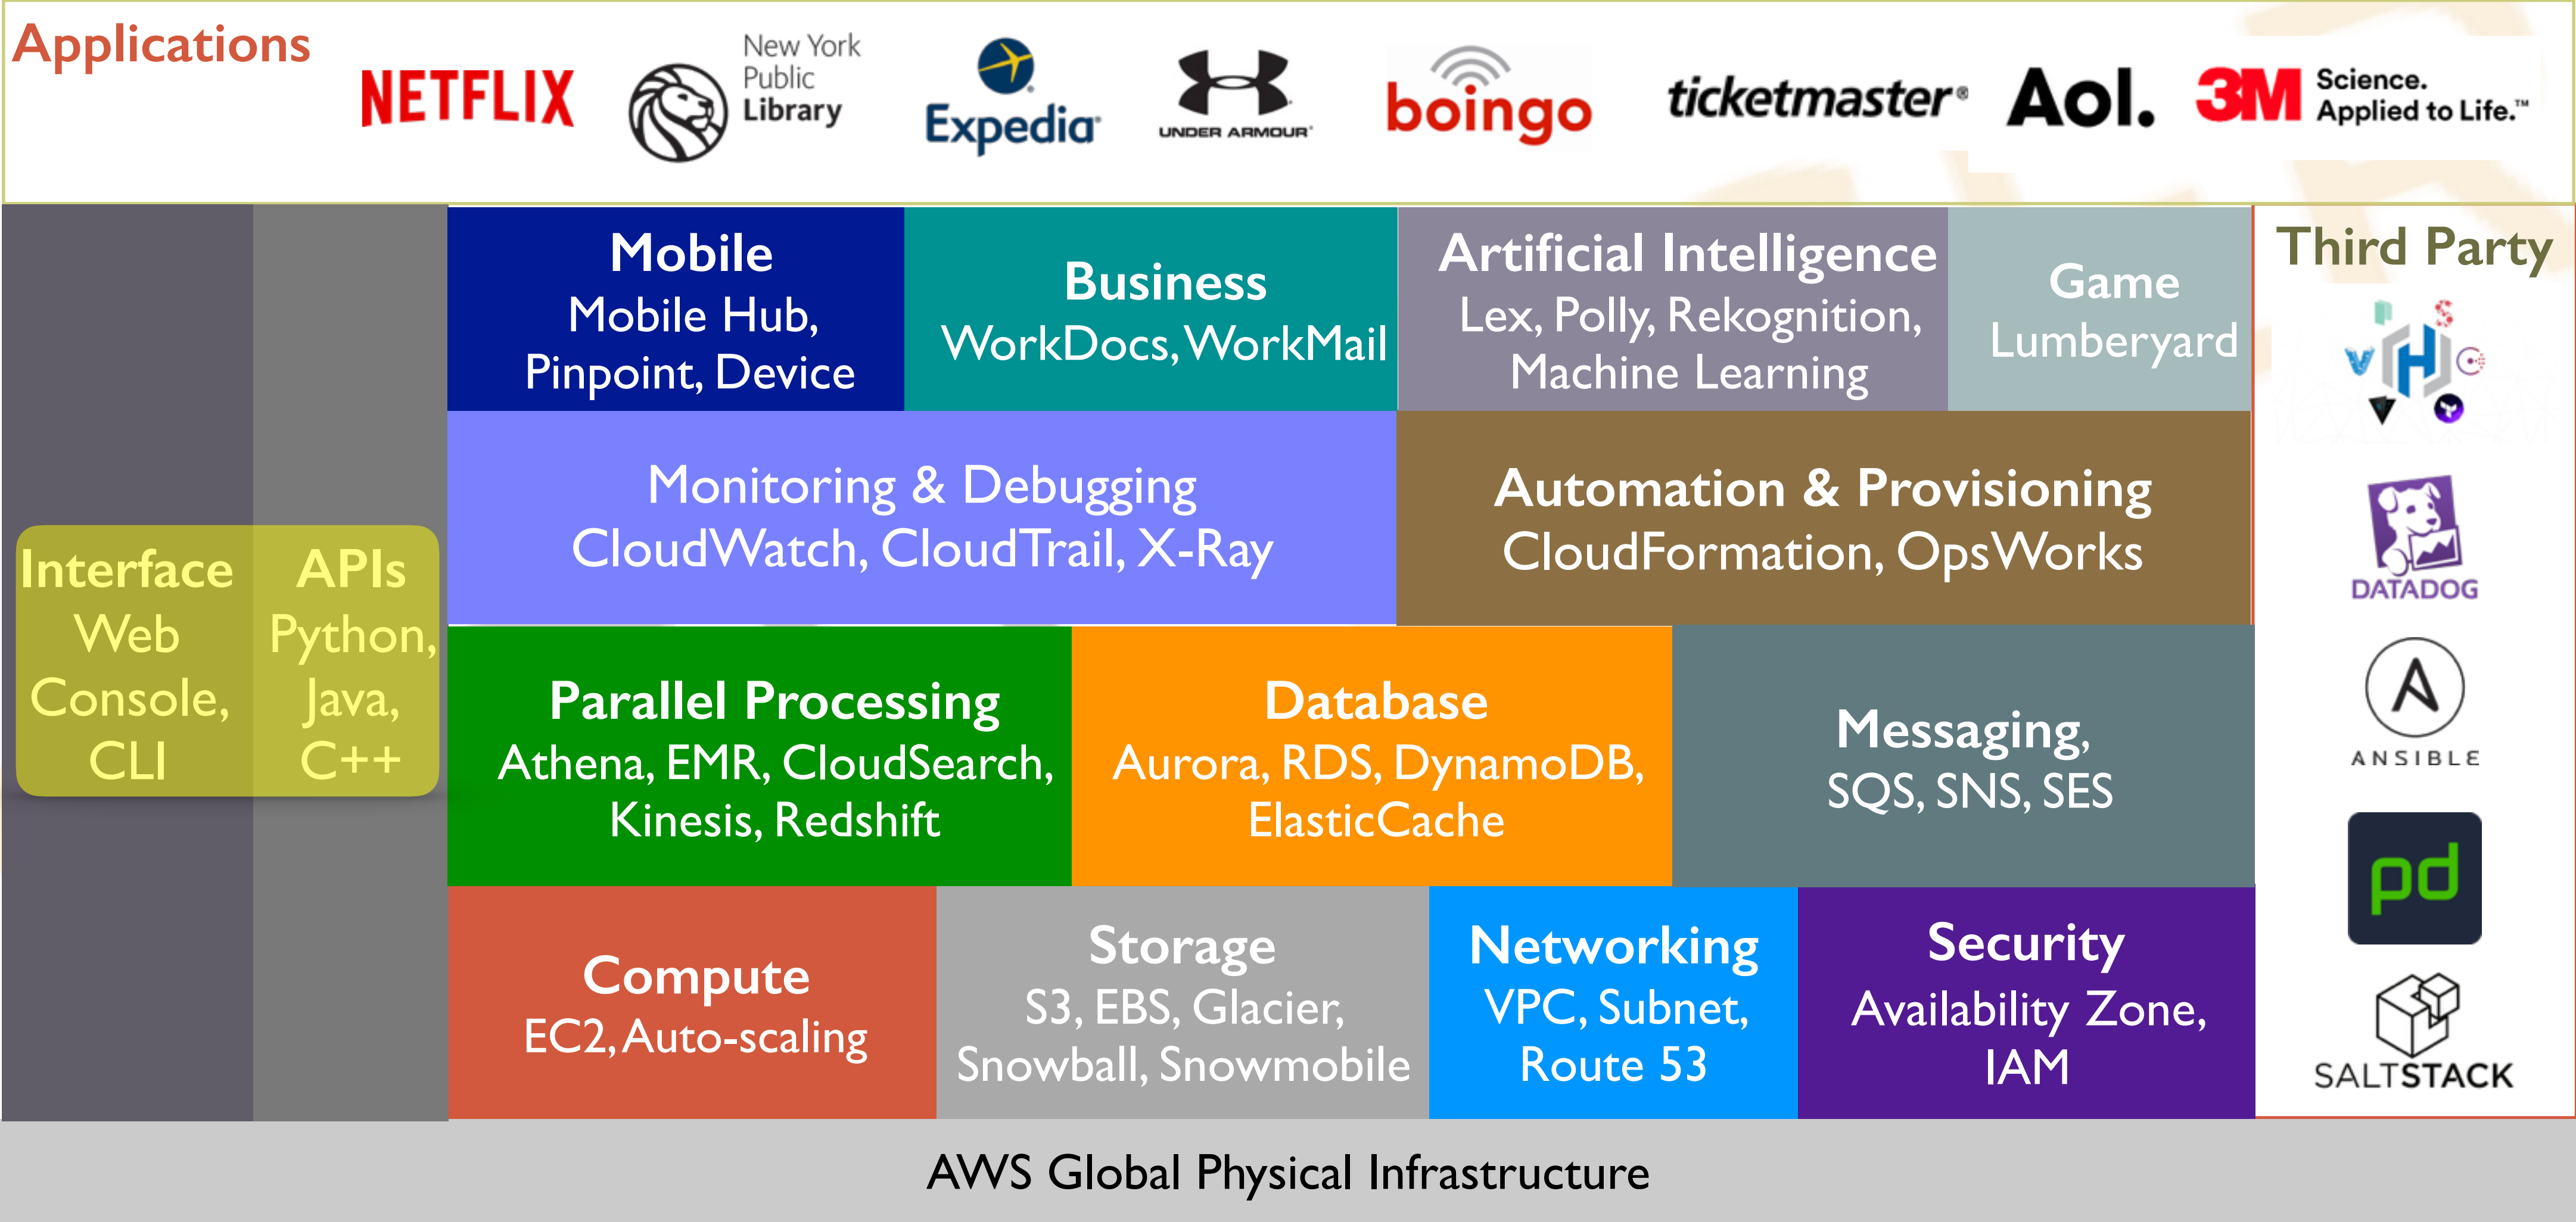 Applications
NETFLIX
New York
Public
Library
Expedia®
UNDER ARMOUR®
boingo
ticketmaster®
Aol.
3M Science.
Applied to Life.™
Interface
Web
Console,
CLI
APIs
Python,
Java,
C++
Mobile
Mobile Hub,
Pinpoint, Device
Business
WorkDocs, WorkMail
Artificial Intelligence
Lex, Polly, Rekognition,
Machine Learning
Game
Lumberyard
Monitoring & Debugging
CloudWatch, CloudTrail, X-Ray
Automation & Provisioning
CloudFormation, OpsWorks
Parallel Processing
Athena, EMR, CloudSearch,
Kinesis, Redshift
Database
Aurora, RDS, DynamoDB,
ElasticCache
Messaging,
SQS, SNS, SES
Compute
EC2, Auto-scaling
Storage
S3, EBS, Glacier,
Snowball, Snowmobile
Networking
VPC, Subnet,
Route 53
Security
Availability Zone,
IAM
Third Party
DATADOG
ANSIBLE
pd
SALTSTACK
AWS Global Physical Infrastructure